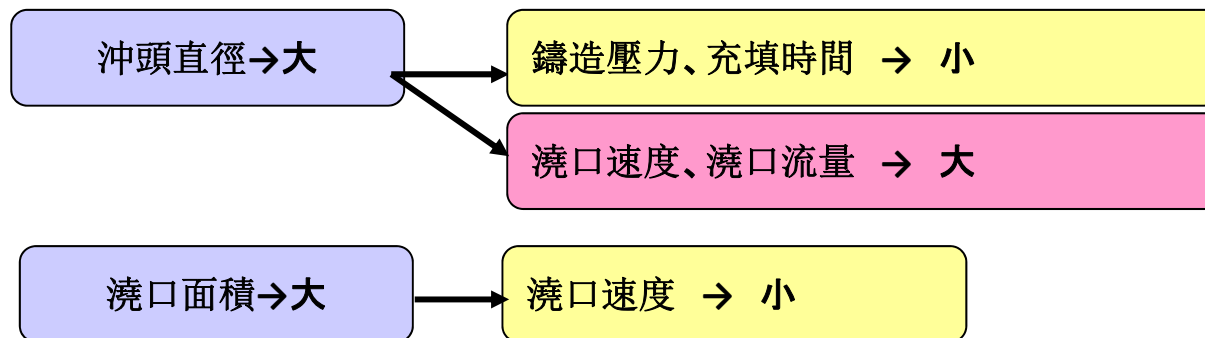 沖頭直徑→大
鑄造壓力、充填時間 → 小
澆口速度、澆口流量 → 大
澆口面積→大
澆口速度 → 小